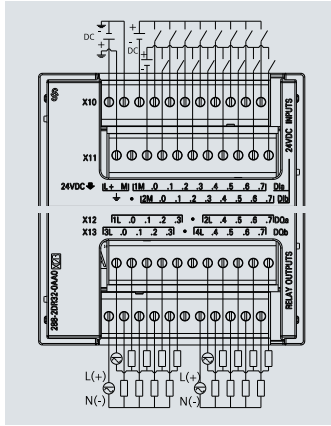 DC
DC
X10
24VDC INPUTS
X11
24VDC L+ M 1M .0 .1 .2 .3 .4 .5 .6 .7 DIa
2M .0 .1 .2 .3 .4 .5 .6 .7 DIb
X12 1L .0 .1 .2 .3 2L .4 .5 .6 .7 DQa
X13 3L .0 .1 .2 .3 4L .4 .5 .6 .7 DQb
RELAY OUTPUTS
288-2DR32-0AA0
L(+) L(+)
N(-) N(-)